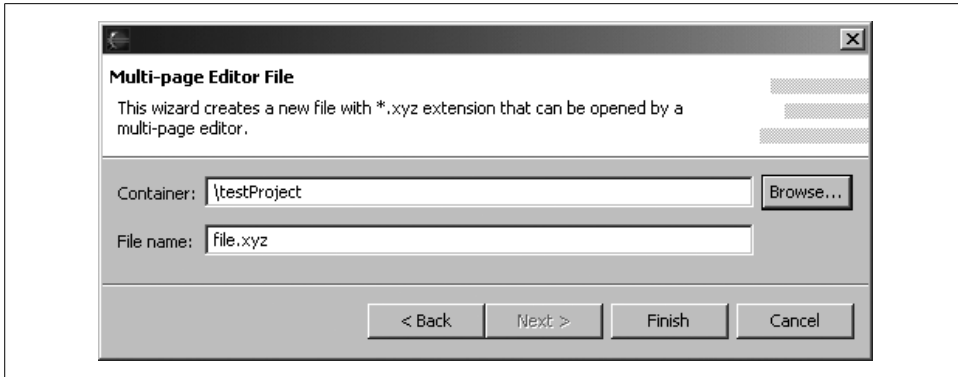 Multi-page Editor File
This wizard creates a new file with *.xyz extension that can be opened by a
multi-page editor.
Container: \testProject Browse...
File name: file.xyz
< Back Next > Finish Cancel